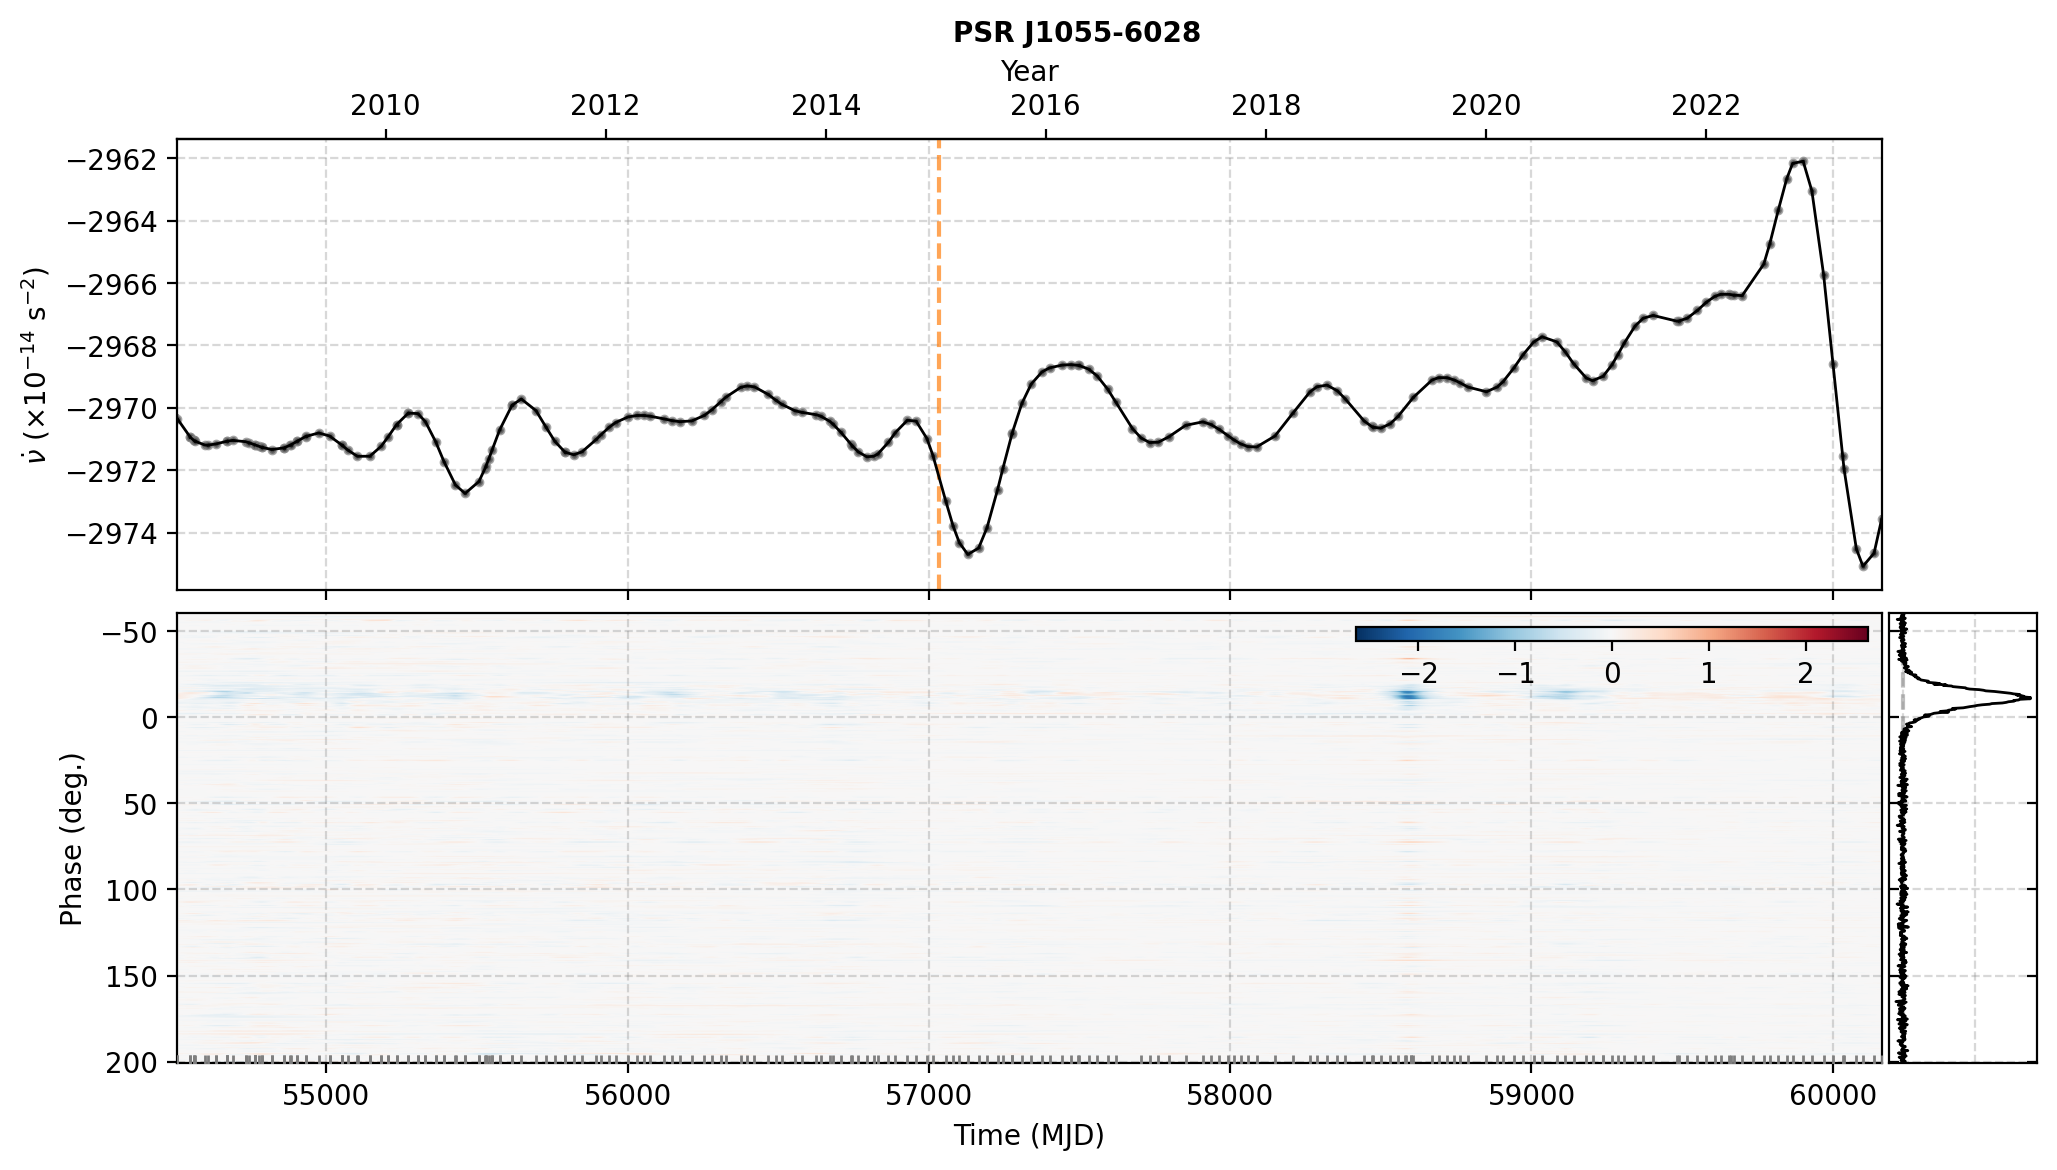 PSR J1055-6028
Year
2010 2012 2014 2016 2018 2020 2022
−2962
−2964
−2966
−2968
−2970
−2972
−2974
ν̇ (×10⁻¹⁴ s⁻²)
−2 −1 0 1 2
−50
0
50
100
150
200
Phase (deg.)
55000 56000 57000 58000 59000 60000
Time (MJD)